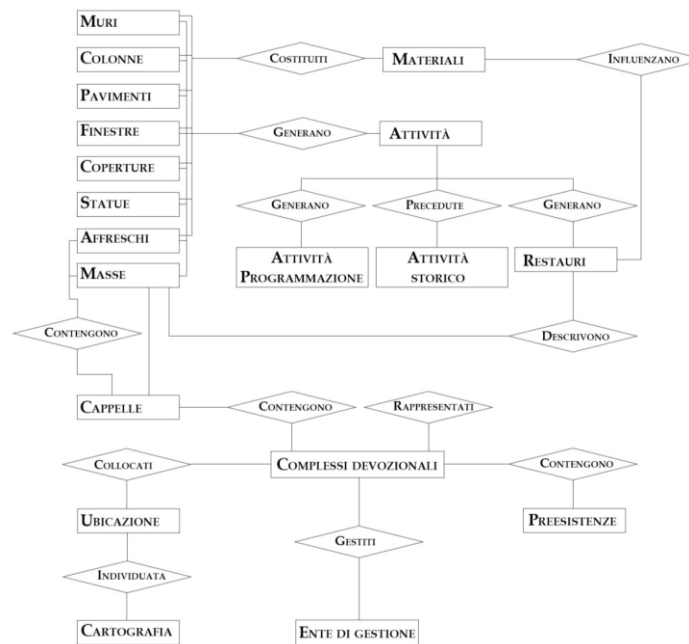 MURI
COLONNE
COSTITUITI
MATERIALI
INFLUENZANO
PAVIMENTI
FINESTRE
GENERANO
ATTIVITÀ
COPERTURE
STATUE
GENERANO
PRECEDUTE
GENERANO
AFFRESCHI
MASSE
ATTIVITÀ
PROGRAMMAZIONE
ATTIVITÀ
STORICO
RESTAURI
CONTENGONO
DESCRIVONO
CAPPELLE
CONTENGONO
RAPPRESENTATI
COLLOCATI
COMPLESSI DEVOZIONALI
CONTENGONO
UBICAZIONE
PREESISTENZE
GESTITI
INDIVIDUATA
CARTOGRAFIA
ENTE DI GESTIONE